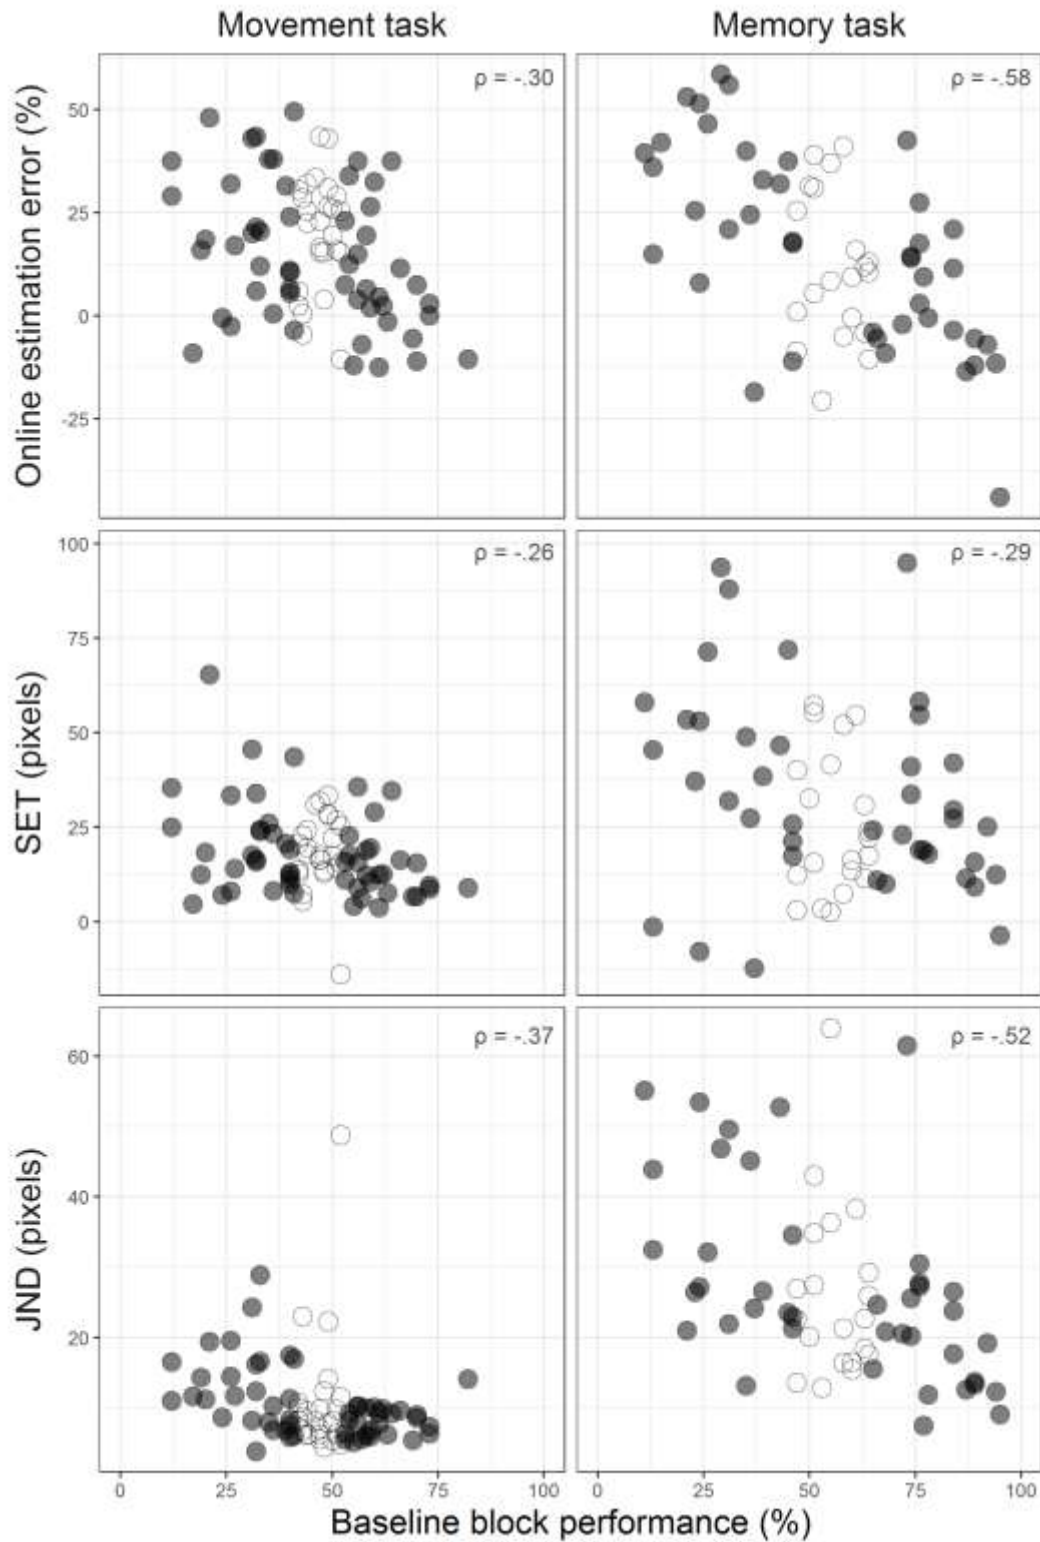 Movement task
Memory task
Online estimation error (%)
50
25
0
-25
ρ = -.30
ρ = -.58
SET (pixels)
100
75
50
25
0
ρ = -.26
ρ = -.29
JND (pixels)
60
40
20
ρ = -.37
ρ = -.52
0 25 50 75 100
0 25 50 75 100
Baseline block performance (%)